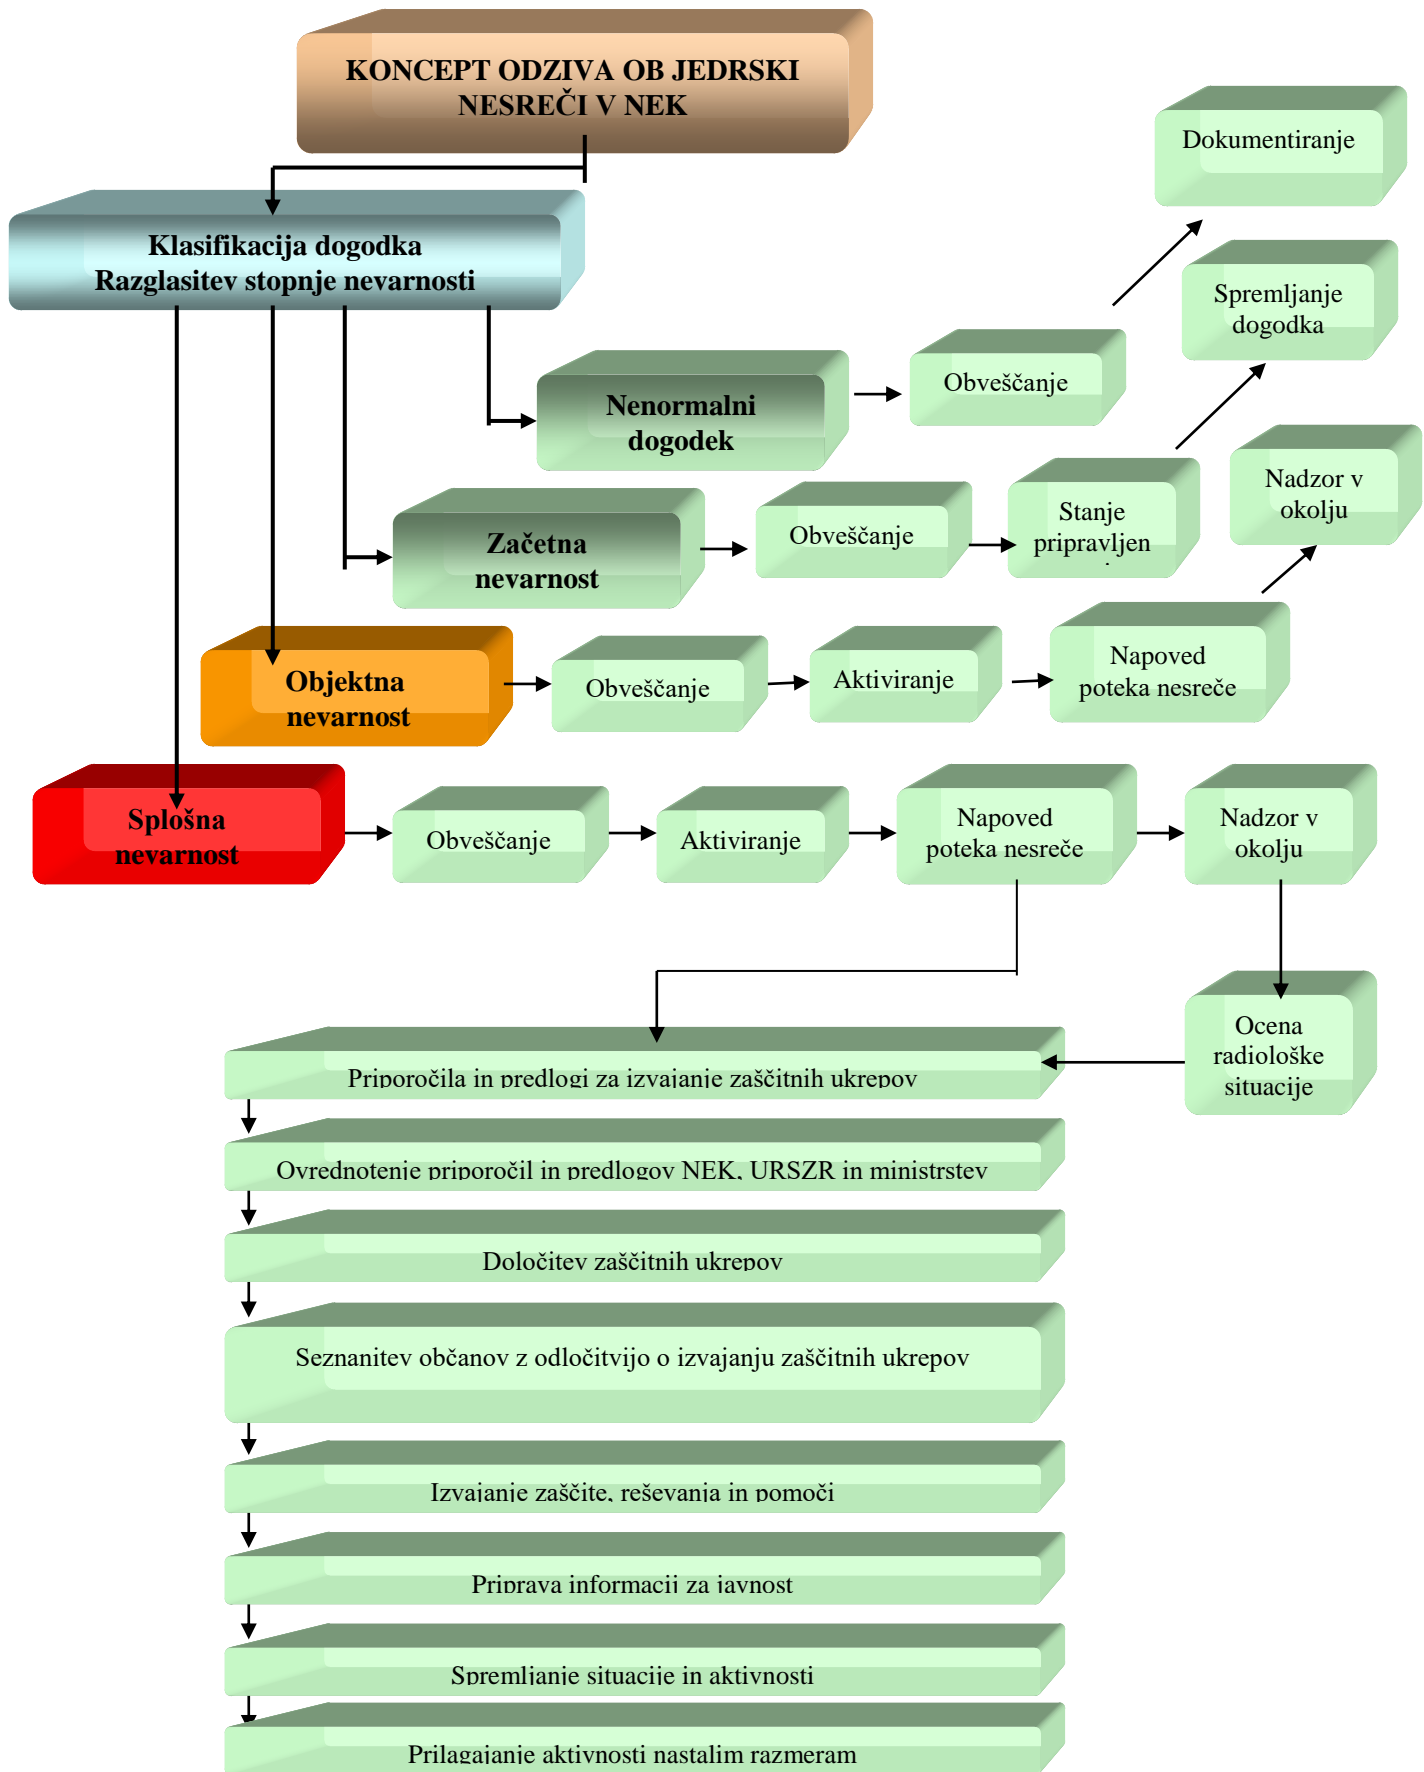 KONCEPT ODZIVA OB JEDRSKI
NESREČI V NEK
Dokumentiranje
Klasifikacija dogodka
Razglasitev stopnje nevarnosti
Spremljanje
dogodka
Nenormalni
dogodek
Obveščanje
Nadzor v
okolju
Začetna
nevarnost
Obveščanje
Stanje
pripravljen
Objektna
nevarnost
Obveščanje
Aktiviranje
Napoved
poteka nesreče
Splošna
nevarnost
Obveščanje
Aktiviranje
Napoved
poteka nesreče
Nadzor v
okolju
Ocena
radiološke
situacije
Priporočila in predlogi za izvajanje zaščitnih ukrepov
Ovrednotenje priporočil in predlogov NEK, URSZR in ministrstev
Določitev zaščitnih ukrepov
Seznanitev občanov z odločitvijo o izvajanju zaščitnih ukrepov
Izvajanje zaščite, reševanja in pomoči
Priprava informacij za javnost
Spremljanje situacije in aktivnosti
Prilagajanje aktivnosti nastalim razmeram